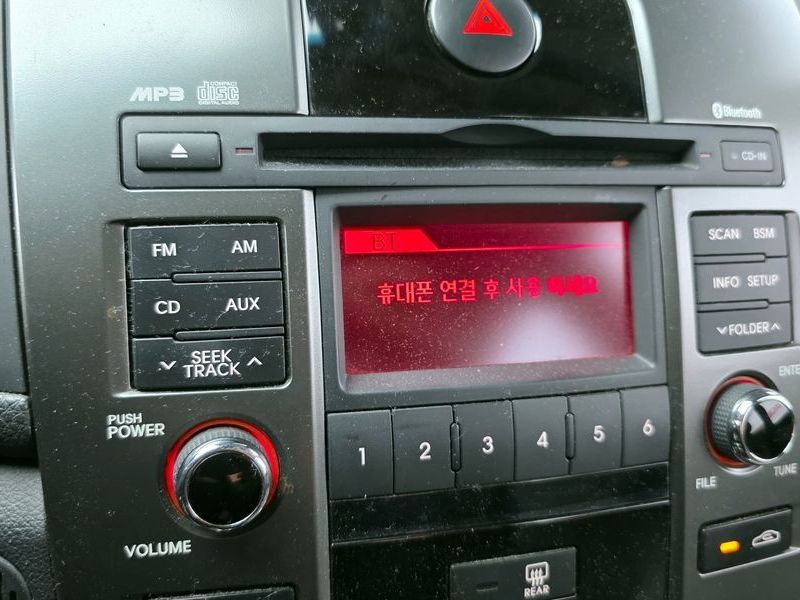 MP3
COMPACT
disc
DIGITAL AUDIO
Bluetooth
CD-IN
FM AM
CD AUX
SEEK
TRACK
PUSH
POWER
VOLUME
BT
휴대폰 연결 후 사용 하세요
1 2 3 4 5 6
SCAN BSM
INFO SETUP
FOLDER
FILE
TUNE
REAR